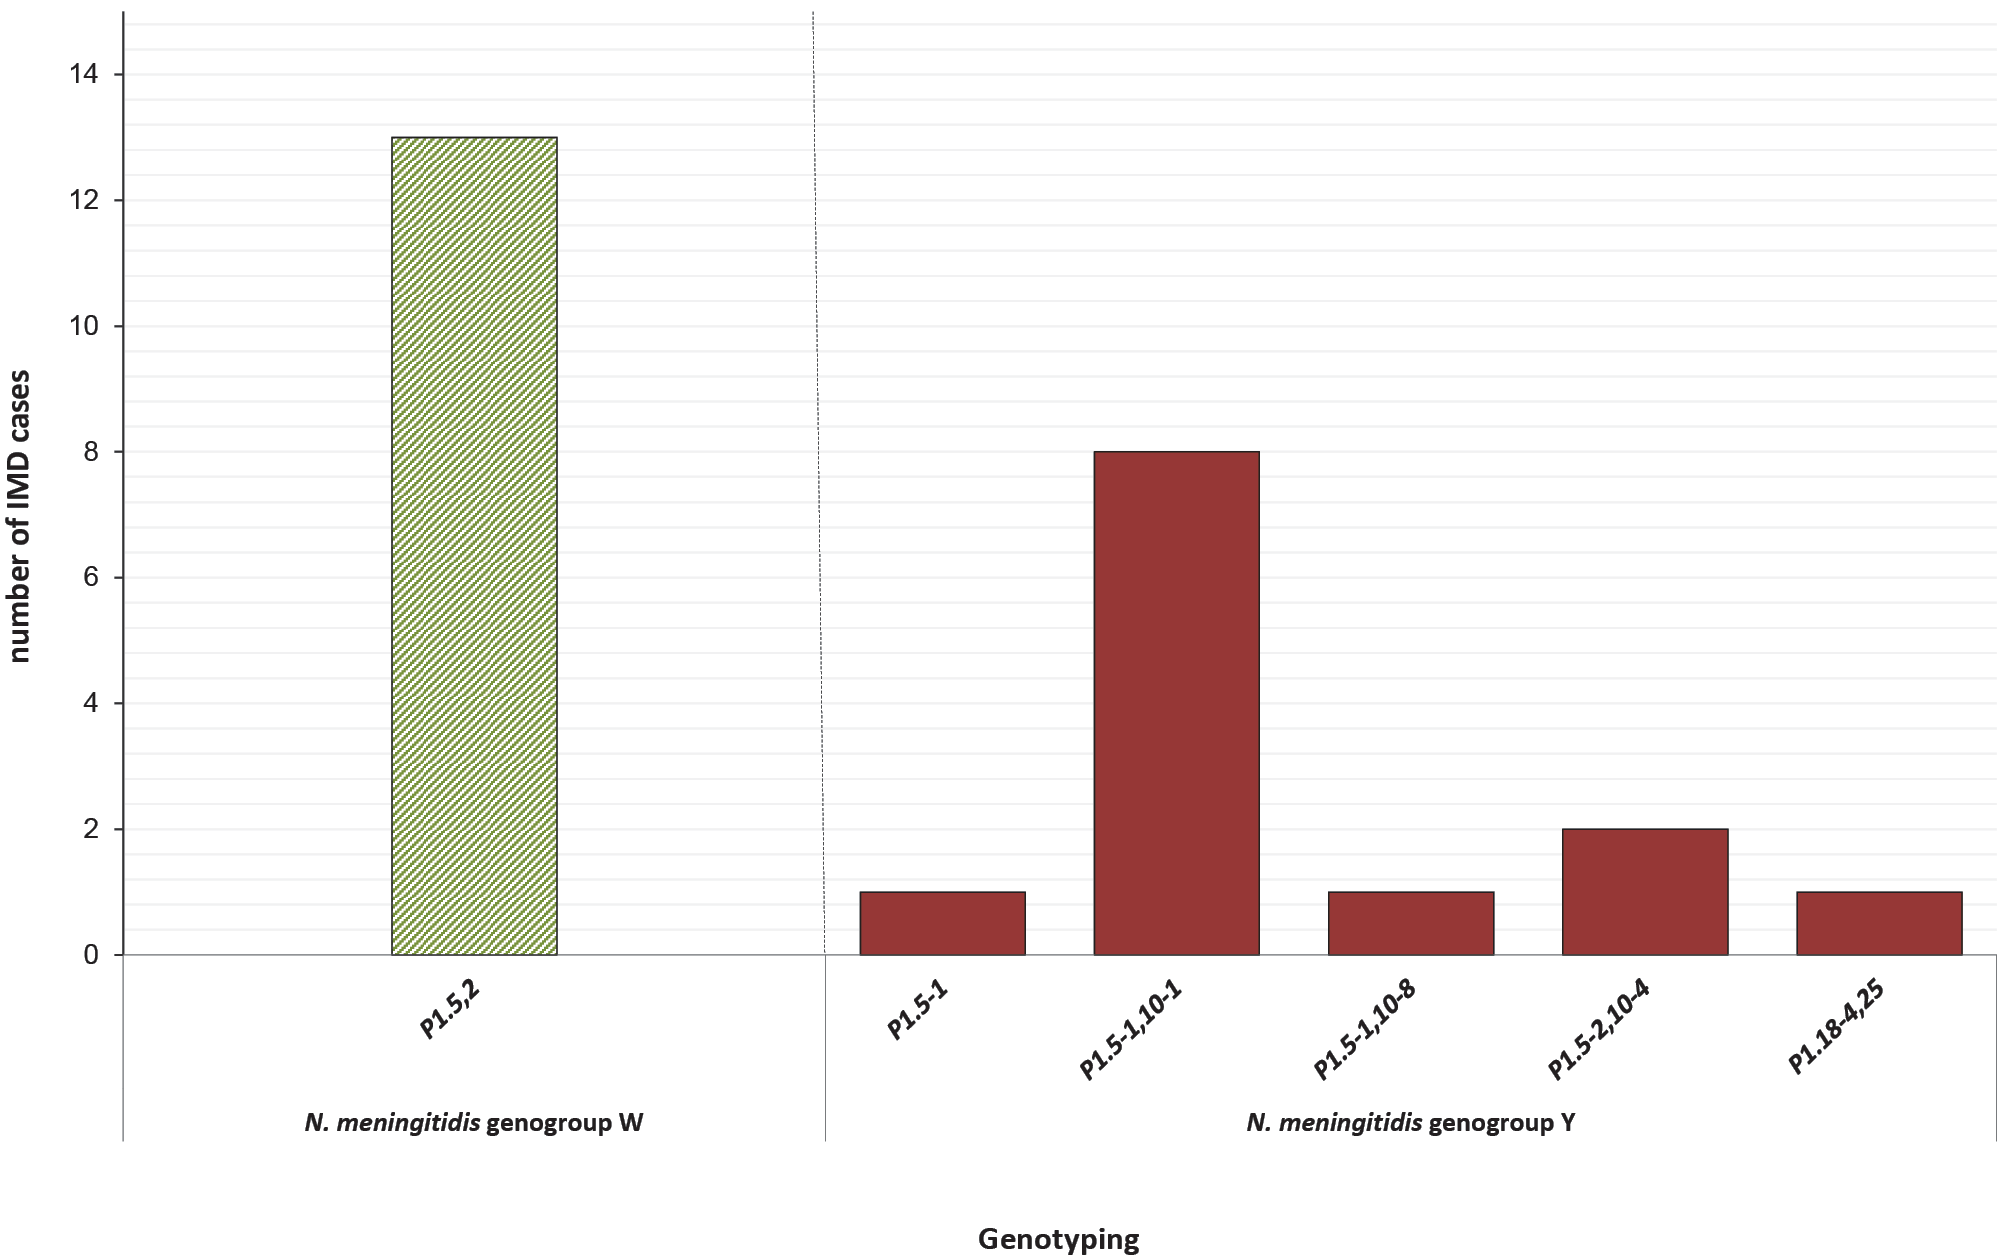 14
12
10
8
6
4
2
0
number of IMD cases
P1.5,2
P1.5-1
P1.5-1,10-1
P1.5-1,10-8
P1.5-2,10-4
P1.18-4,25
N. meningitidis genogroup W
N. meningitidis genogroup Y
Genotyping